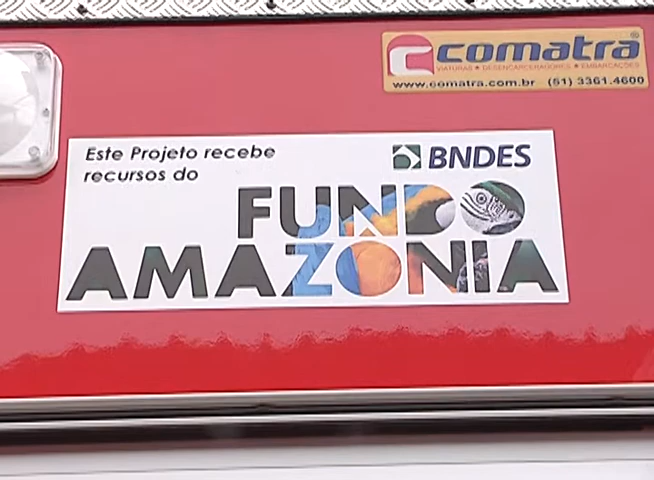 comatra®
VIATURAS • DESENCARCERADORES • EMBARCAÇÕES
www.comatra.com.br (51) 3361.4600
Este Projeto recebe
recursos do
BNDES
FUNDO
AMAZÔNIA